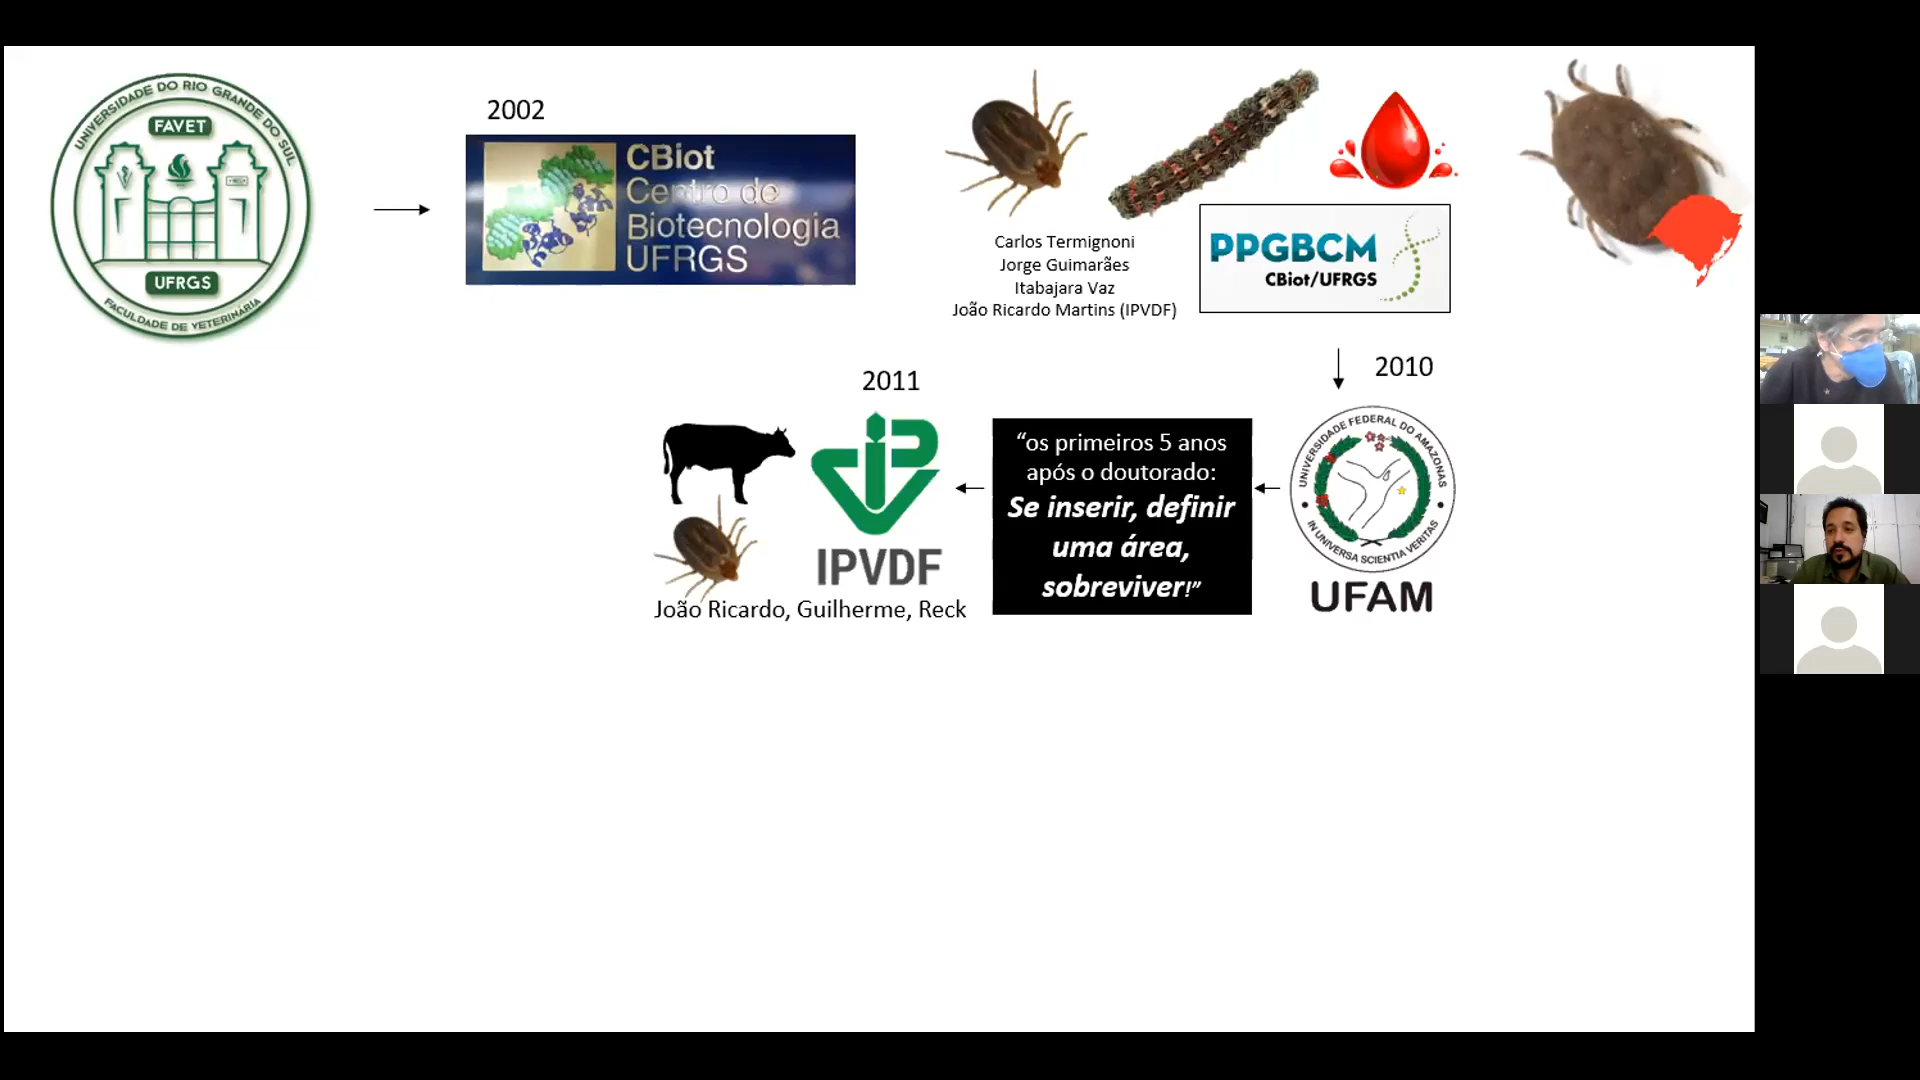 UNIVERSIDADE DO RIO GRANDE DO SUL
FAVET
UFRGS
FACULDADE DE VETERINÁRIA
2002
CBiot
Centro de
Biotecnologia
UFRGS
Carlos Termignoni
Jorge Guimarães
Itabajara Vaz
João Ricardo Martins (IPVDF)
PPGBCM
CBiot/UFRGS
2010
UNIVERSIDADE FEDERAL DO AMAZONAS
IN UNIVERSA SCIENTIA VERITAS
UFAM
“os primeiros 5 anos
após o doutorado:
Se inserir, definir
uma área,
sobreviver!”
2011
IPVDF
João Ricardo, Guilherme, Reck